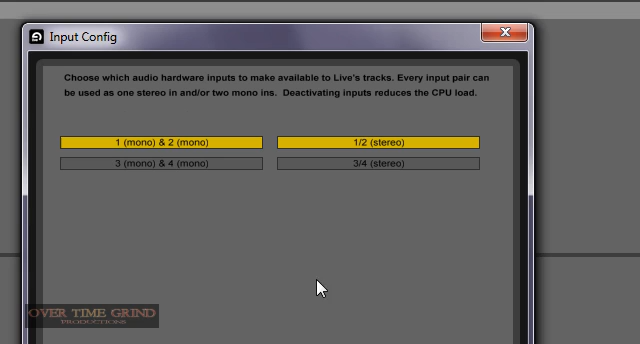 Input Config
Choose which audio hardware inputs to make available to Live's tracks. Every input pair can
be used as one stereo in and/or two mono ins. Deactivating inputs reduces the CPU load.
1 (mono) & 2 (mono) 1/2 (stereo)
3 (mono) & 4 (mono) 3/4 (stereo)
OVER TIME GRIND
PRODUCTIONS